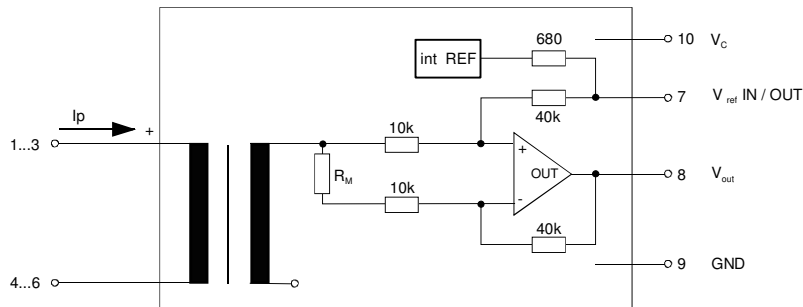 680
10 V_C
int REF
Ip
7 V_ref IN / OUT
+
10k
40k
1...3
+
R_M
OUT
8 V_out
10k
-
40k
9 GND
4...6